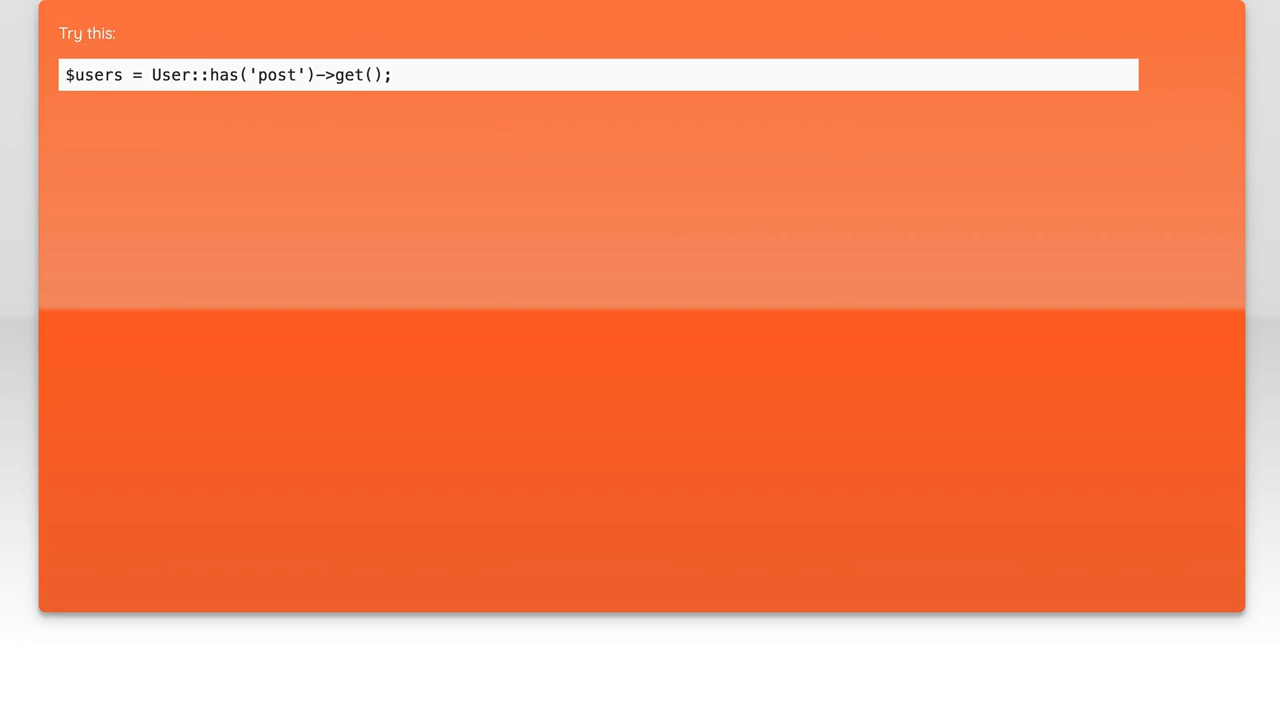 Try this:
$users = User::has('post')->get();